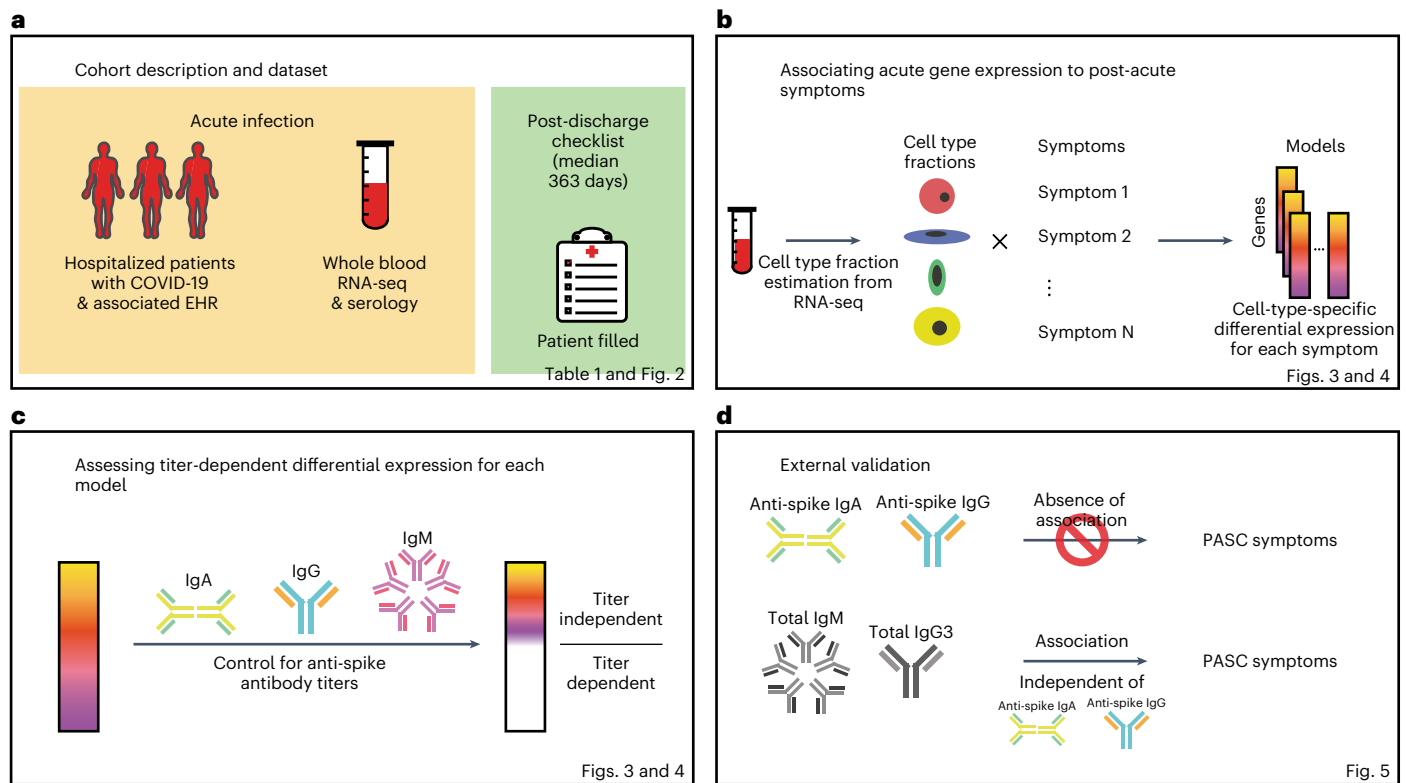 a
Cohort description and dataset
Acute infection
Hospitalized patients
with COVID-19
& associated EHR
Whole blood
RNA-seq
& serology
Post-discharge
checklist
(median
363 days)
Patient filled
Table 1 and Fig. 2
b
Associating acute gene expression to post-acute
symptoms
Cell type fraction
estimation from
RNA-seq
Cell type
fractions
×
Symptoms
Symptom 1
Symptom 2
⋮
Symptom N
Models
Genes
...
Cell-type-specific
differential expression
for each symptom
Figs. 3 and 4
c
Assessing titer-dependent differential expression for each
model
IgA
IgG
IgM
Control for anti-spike
antibody titers
Titer
independent
Titer
dependent
Figs. 3 and 4
d
External validation
Anti-spike IgA
Anti-spike IgG
Absence of
association
PASC symptoms
Total IgM
Total IgG3
Association
Independent of
Anti-spike IgA
Anti-spike IgG
PASC symptoms
Fig. 5